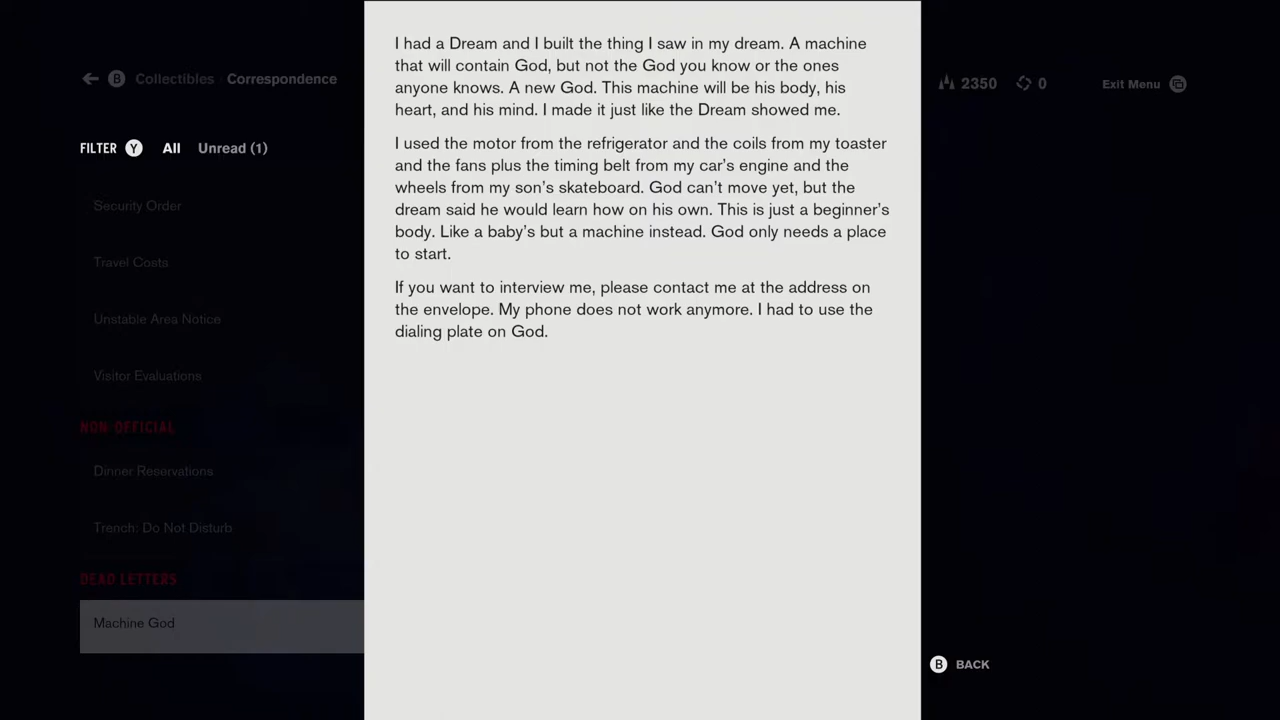 I had a Dream and I built the thing I saw in my dream. A machine
that will contain God, but not the God you know or the ones
anyone knows. A new God. This machine will be his body, his
heart, and his mind. I made it just like the Dream showed me.
I used the motor from the refrigerator and the coils from my toaster
and the fans plus the timing belt from my car's engine and the
wheels from my son's skateboard. God can't move yet, but the
dream said he would learn how on his own. This is just a beginner's
body. Like a baby's but a machine instead. God only needs a place
to start.
If you want to interview me, please contact me at the address on
the envelope. My phone does not work anymore. I had to use the
dialing plate on God.
B Collectibles Correspondence
2350 0 Exit Menu
FILTER Y All Unread (1)
Security Order
Travel Costs
Unstable Area Notice
Visitor Evaluations
NON OFFICIAL
Dinner Reservations
Trench: Do Not Disturb
DEAD LETTERS
Machine God
B BACK